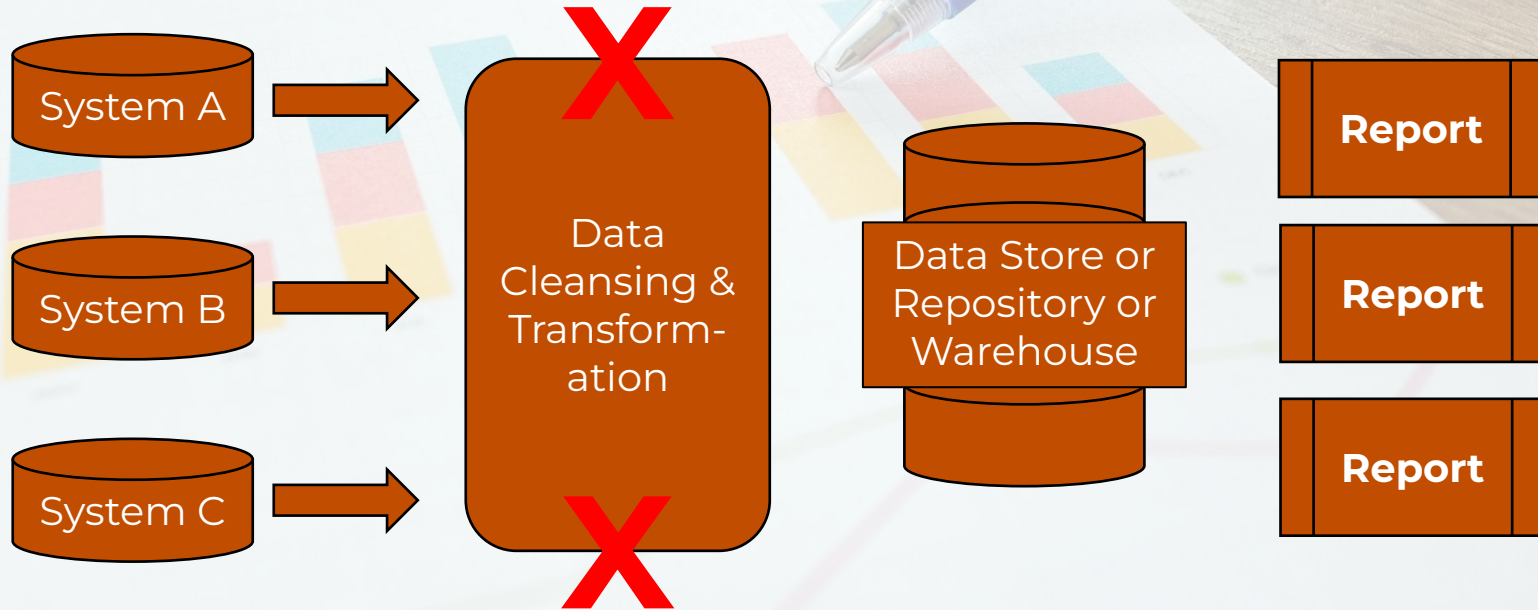 X
System A
Report
Data
Cleansing &
Transform-
ation
Data Store or
Repository or
Warehouse
System B
Report
System C
Report
X